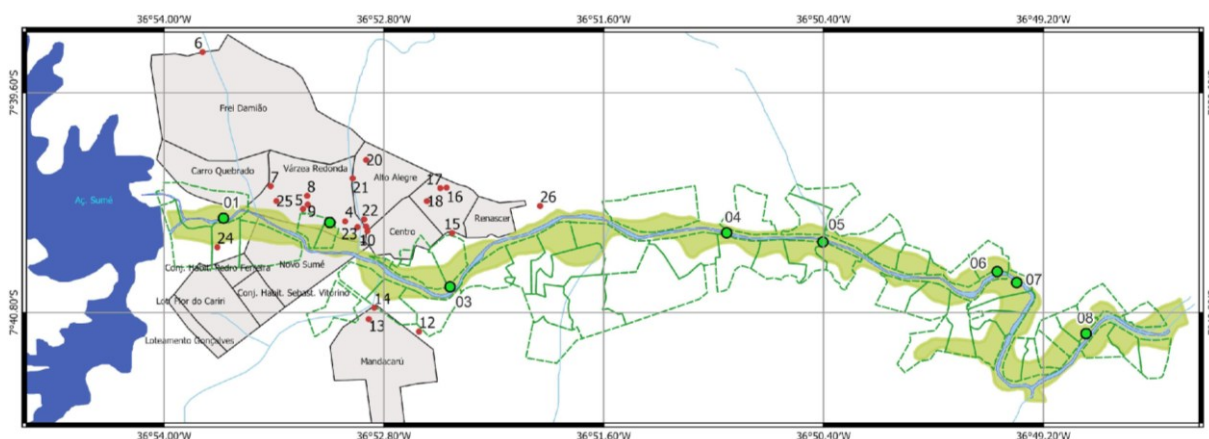 36°54.00'W 36°52.80'W 36°51.60'W 36°50.40'W 36°49.20'W
6
7°39.60'S
Frei Damião
20
Várzea Redonda
Carro Quebrado
Alto Alegre
21
7
17
16
8
25
5
18
26
9
01
4
22
Renascer
23
10
Centro
15
04
05
Aç. Sumé
24
Novo Sumé
Conj. Habit. Pedro Ferreira
06
07
Conj. Habit. Sebast. Vitorino
03
Lot. Flor do Cariri
14
13
12
08
7°40.80'S
Loteamento Gonçalves
Mandacarú
36°54.00'W 36°52.80'W 36°51.60'W 36°50.40'W 36°49.20'W